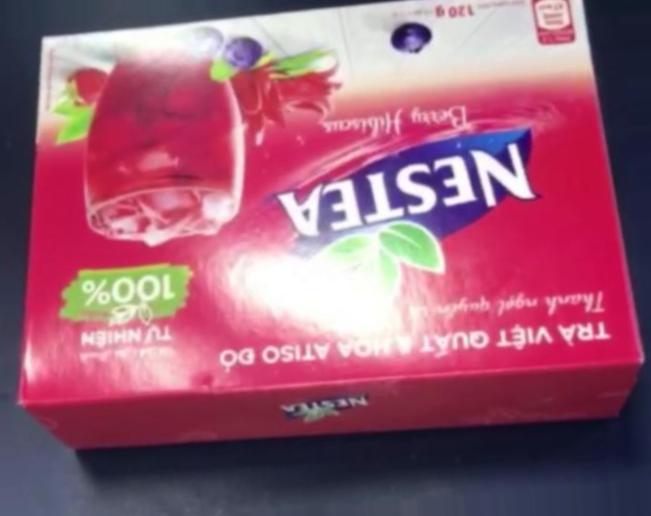 TRÀ VIỆT QUẤT & HOA ATISO ĐỎ
Thanh ngọt quyến rũ
TỰ NHIÊN
100%
NESTEA
Berry Hibiscus
120 g
NESTEA